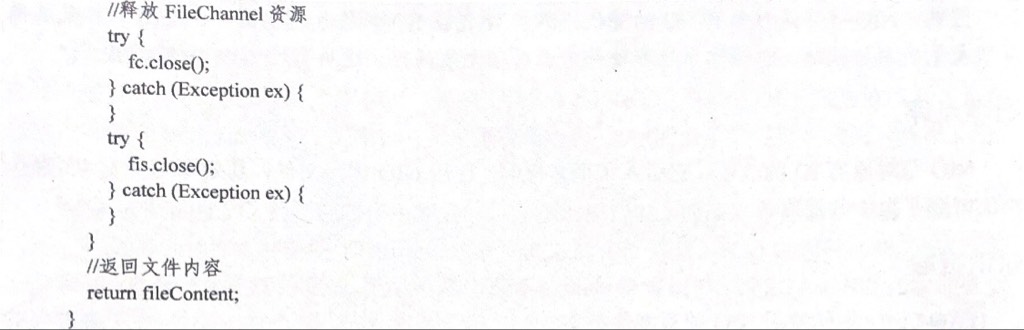 //释放 FileChannel 资源
try {
fc.close();
} catch (Exception ex) {
}
try {
fis.close();
} catch (Exception ex) {
}
}
//返回文件内容
return fileContent;
}